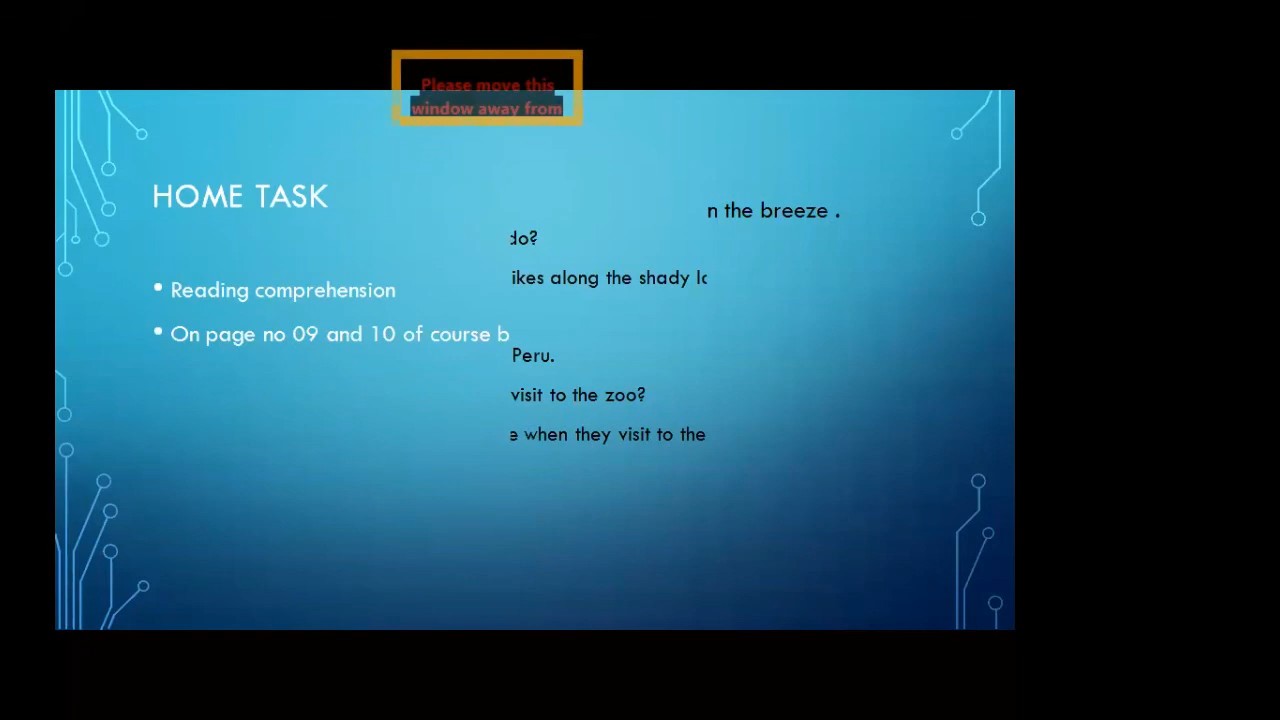 Please move this
window away from
HOME TASK
n the breeze .
do?
ikes along the shady
• Reading comprehension
• On page no 09 and 10 of course b
Peru.
visit to the zoo?
e when they visit to the